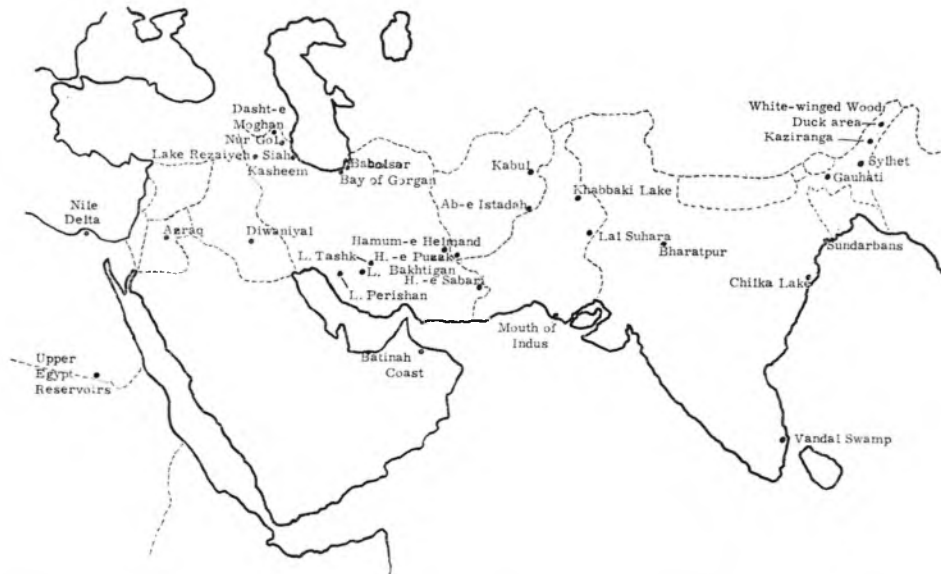 White-winged Wood
Duck area
Kaziranga
Sylhet
Gauhati
Dasht-e
Moghan
Nur Gol
Lake Rezaiyeh
Siah
Kasheem
Babolsar
Bay of Gorgan
Kabul
Khabbaki Lake
Ab-e Istadah
Nile
Delta
Azraq
Diwaniyal
Hamum-e Helmand
Lal Suhara
Bharatpur
Sundarbans
L. Tashk
H. -e Puzak
L. Bakhtigan
H. -e Sabari
L. Perishan
Chilka Lake
Mouth of
Indus
Upper
Egypt
Reservoirs
Batinah
Coast
Vandal Swamp